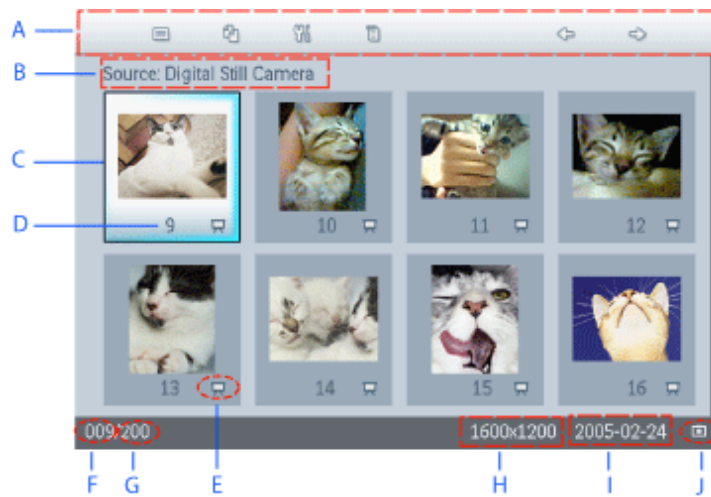 A
B Source: Digital Still Camera
C
D 9 10 11 12
13 14 15 16
009/200 1600x1200 2005-02-24
F G E H I J